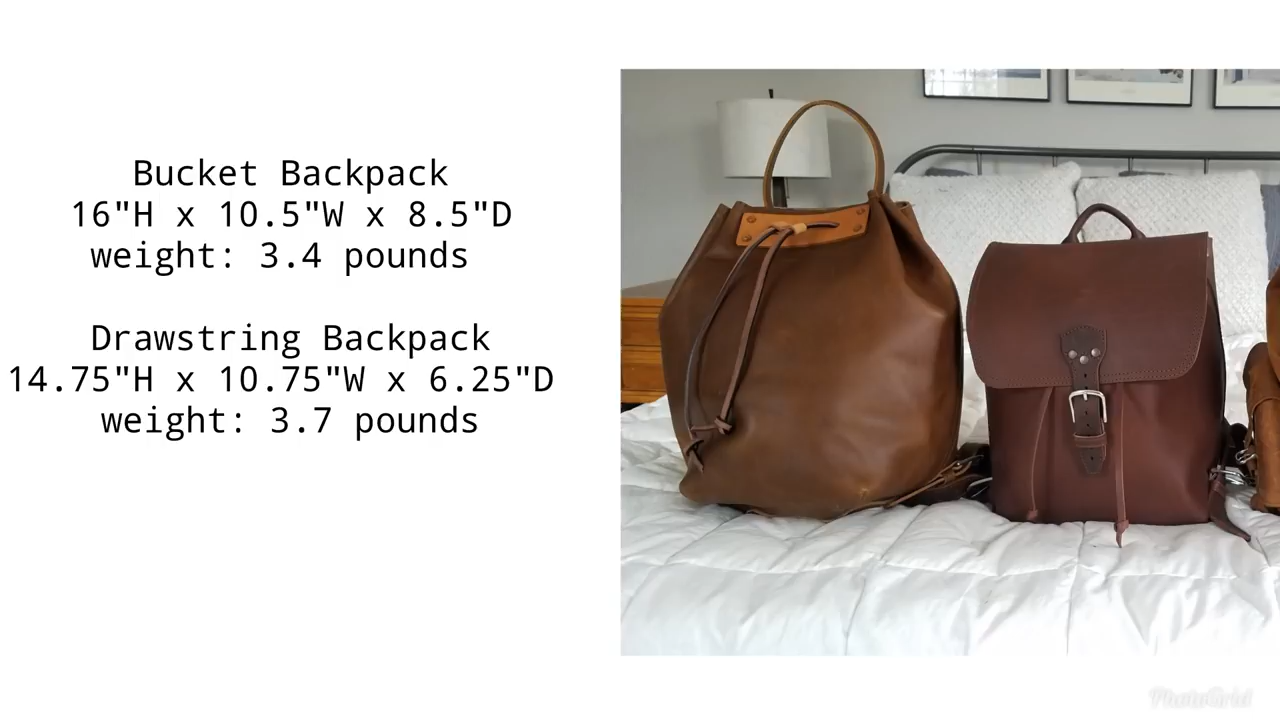 Bucket Backpack
16"H x 10.5"W x 8.5"D
weight: 3.4 pounds
Drawstring Backpack
14.75"H x 10.75"W x 6.25"D
weight: 3.7 pounds
PhotoGrid